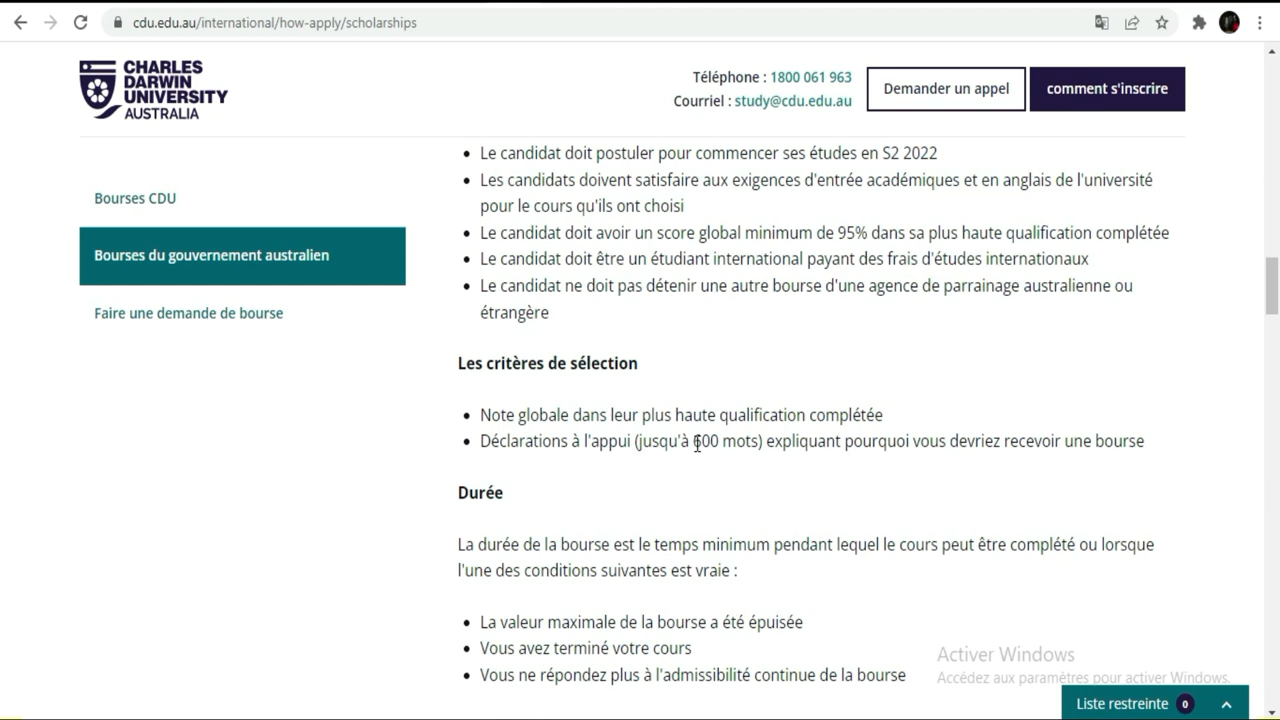 cdu.edu.au/international/how-apply/scholarships
CHARLES
DARWIN
UNIVERSITY
AUSTRALIA
Téléphone : 1800 061 963
Courriel : study@cdu.edu.au
Demander un appel
comment s'inscrire
Bourses CDU
Bourses du gouvernement australien
Faire une demande de bourse
Le candidat doit postuler pour commencer ses études en S2 2022
Les candidats doivent satisfaire aux exigences d'entrée académiques et en anglais de l'université
pour le cours qu'ils ont choisi
Le candidat doit avoir un score global minimum de 95% dans sa plus haute qualification complétée
Le candidat doit être un étudiant international payant des frais d'études internationaux
Le candidat ne doit pas détenir une autre bourse d'une agence de parrainage australienne ou
étrangère
Les critères de sélection
Note globale dans leur plus haute qualification complétée
Déclarations à l'appui (jusqu'à 600 mots) expliquant pourquoi vous devriez recevoir une bourse
Durée
La durée de la bourse est le temps minimum pendant lequel le cours peut être complété ou lorsque
l'une des conditions suivantes est vraie :
La valeur maximale de la bourse a été épuisée
Vous avez terminé votre cours
Vous ne répondez plus à l'admissibilité continue de la bourse
Activer Windows
Accédez aux paramètres pour activer Windows.
Liste restreinte 0